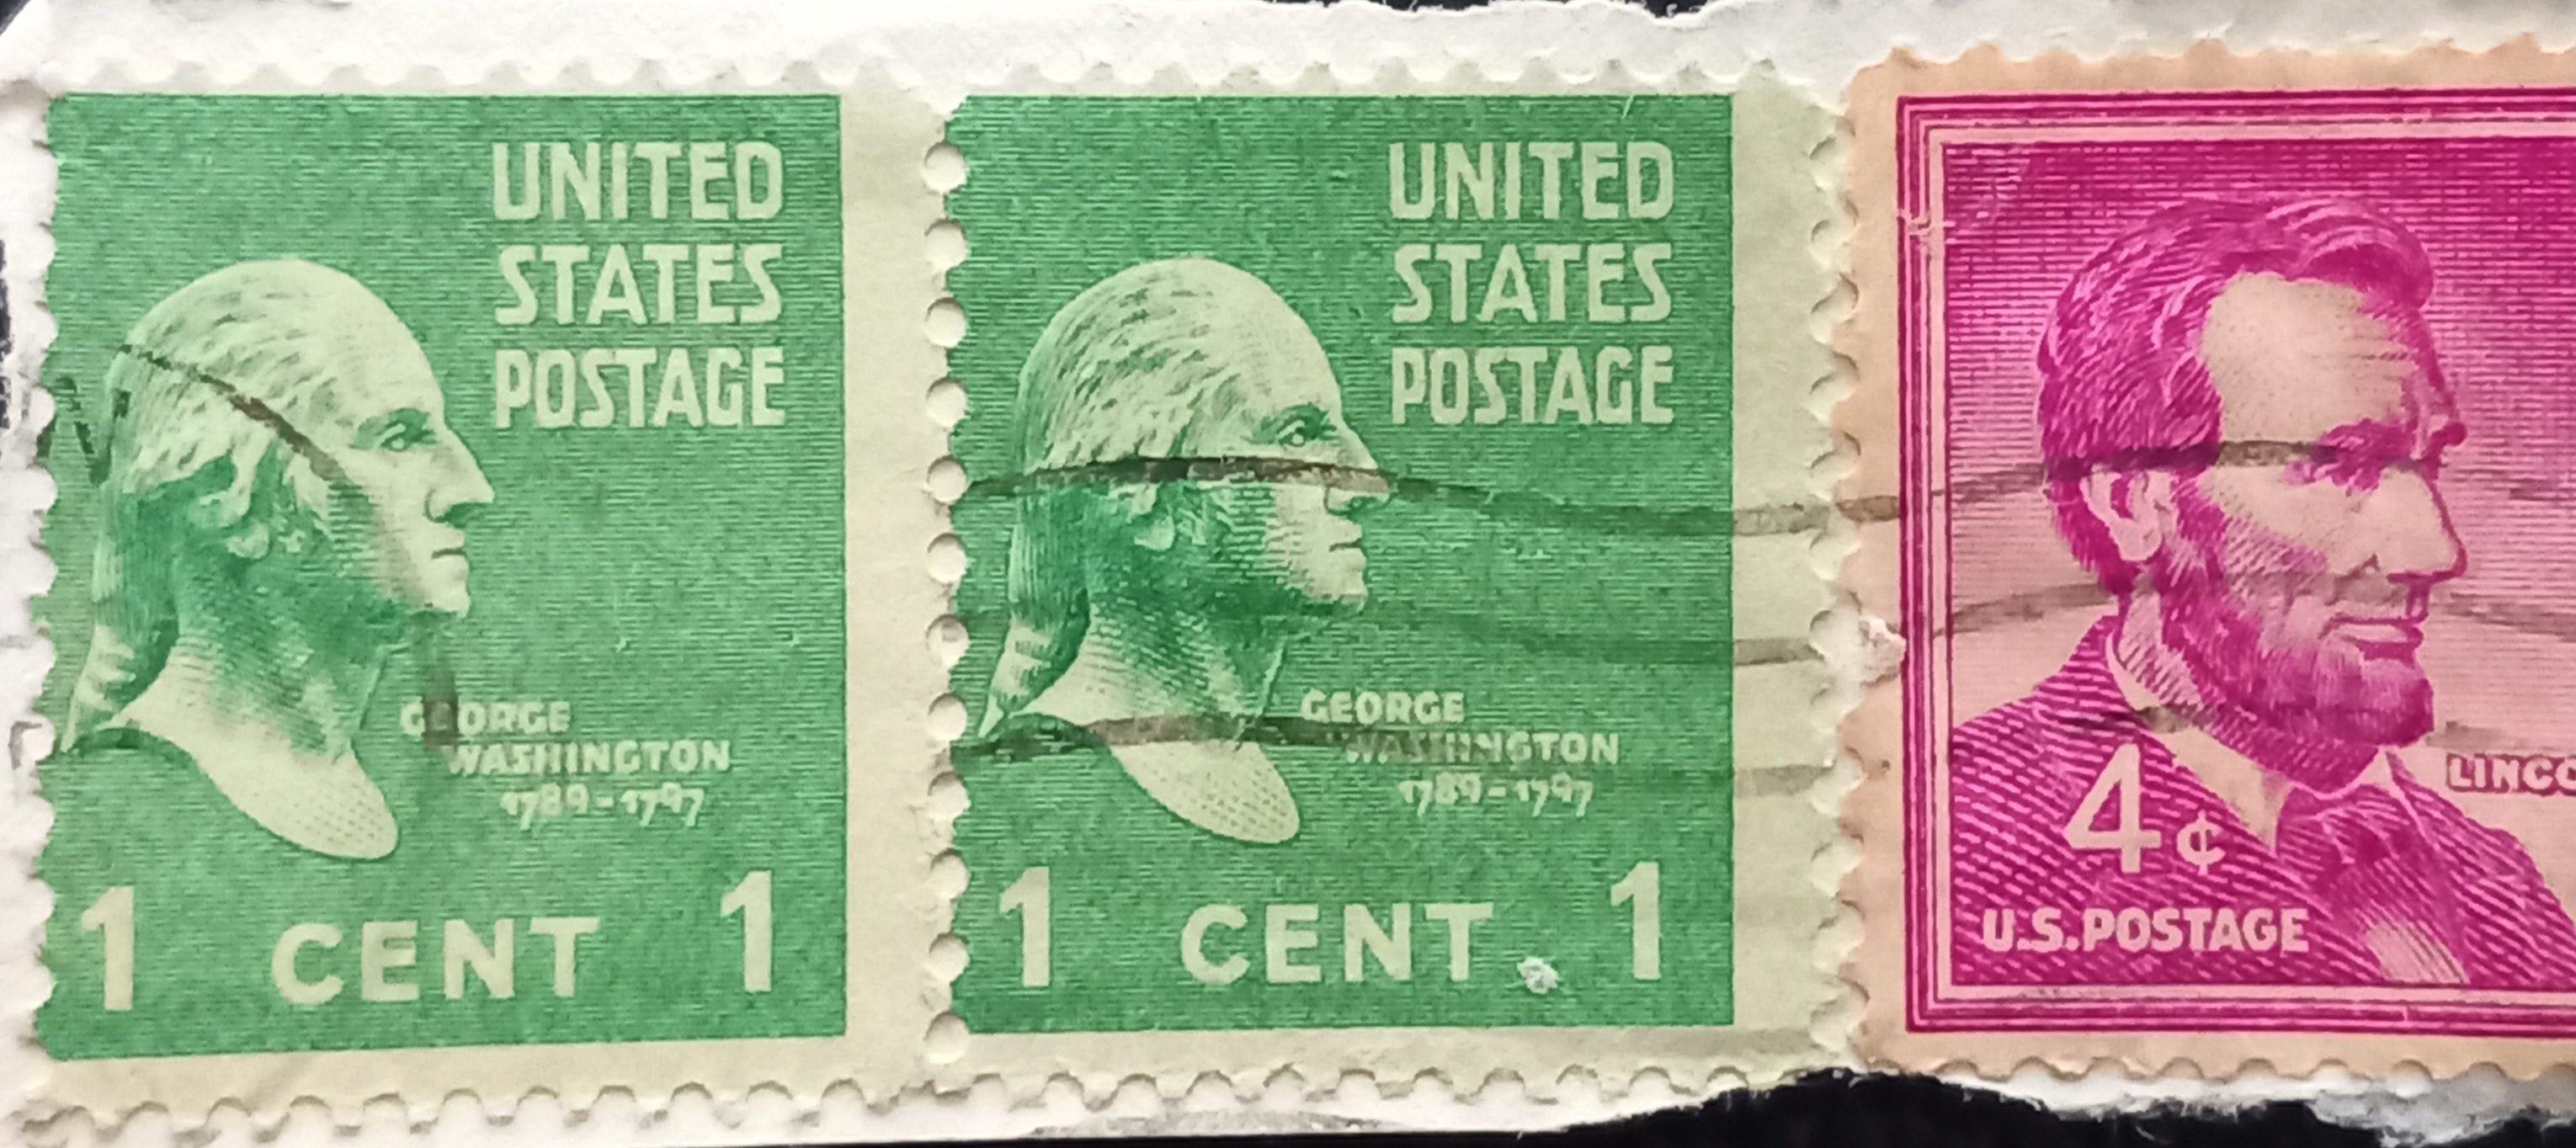 UNITED
STATES
POSTAGE
GEORGE
WASHINGTON
1789-1797
1 CENT 1
UNITED
STATES
POSTAGE
GEORGE
WASHINGTON
1789-1797
1 CENT 1
LINCO
4¢
U.S.POSTAGE